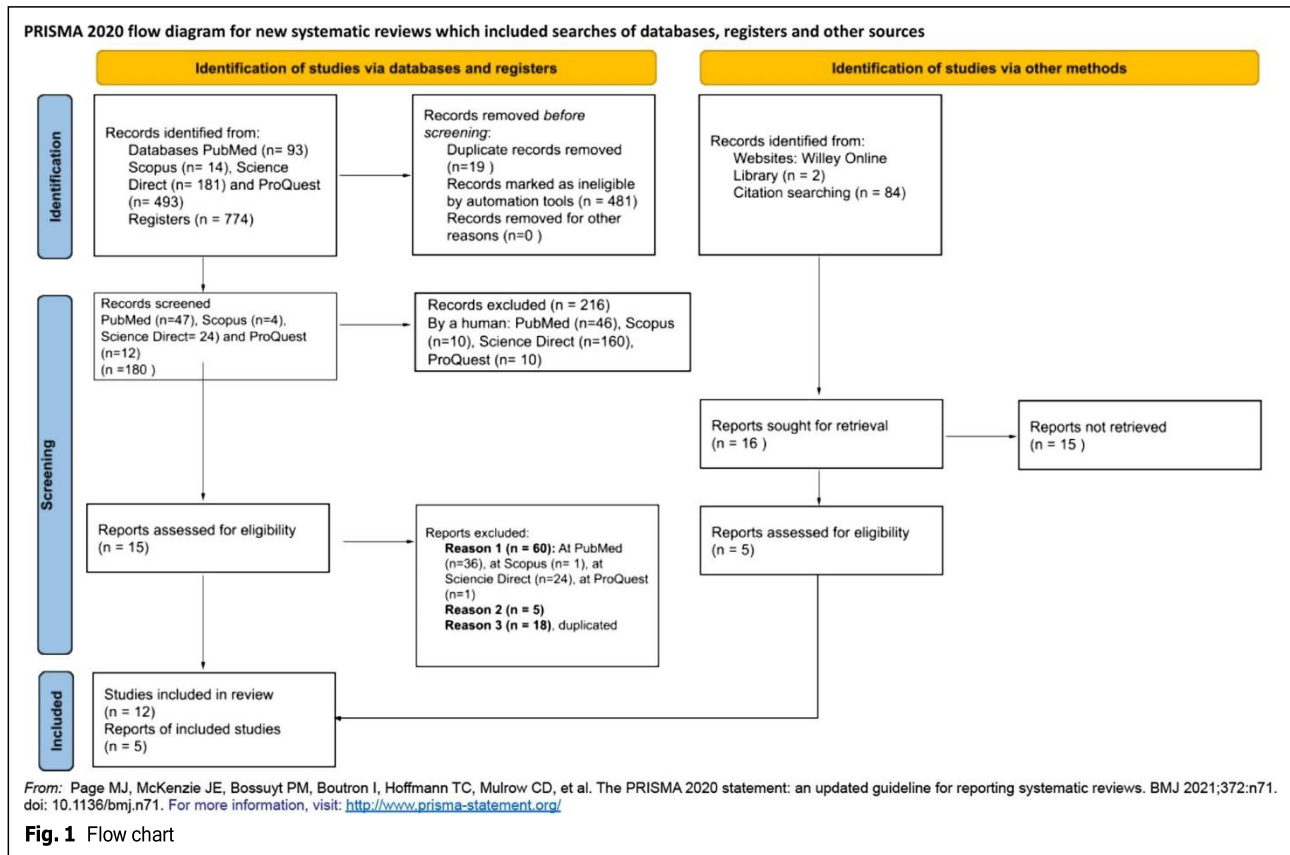 PRISMA 2020 flow diagram for new systematic reviews which included searches of databases, registers and other sources
Identification of studies via databases and registers
Identification of studies via other methods
Identification
Records identified from:
Databases PubMed (n= 93)
Scopus (n= 14), Science
Direct (n= 181) and ProQuest
(n= 493)
Registers (n = 774)
Records removed before
screening:
Duplicate records removed
(n=19 )
Records marked as ineligible
by automation tools (n = 481)
Records removed for other
reasons (n=0 )
Records identified from:
Websites: Willey Online
Library (n = 2)
Citation searching (n = 84)
Screening
Records screened
PubMed (n=47), Scopus (n=4),
Science Direct= 24) and ProQuest
(n=12)
(n =180 )
Records excluded (n = 216)
By a human: PubMed (n=46), Scopus
(n=10), Science Direct (n=160),
ProQuest (n= 10)
Reports sought for retrieval
(n = 16 )
Reports not retrieved
(n = 15 )
Reports assessed for eligibility
(n = 15)
Reports excluded:
Reason 1 (n = 60): At PubMed
(n=36), at Scopus (n= 1), at
Sciencie Direct (n=24), at ProQuest
(n=1)
Reason 2 (n = 5)
Reason 3 (n = 18), duplicated
Reports assessed for eligibility
(n = 5)
Included
Studies included in review
(n = 12)
Reports of included studies
(n = 5)
From: Page MJ, McKenzie JE, Bossuyt PM, Boutron I, Hoffmann TC, Mulrow CD, et al. The PRISMA 2020 statement: an updated guideline for reporting systematic reviews. BMJ 2021;372:n71.
doi: 10.1136/bmj.n71. For more information, visit: http://www.prisma-statement.org/
Fig. 1 Flow chart